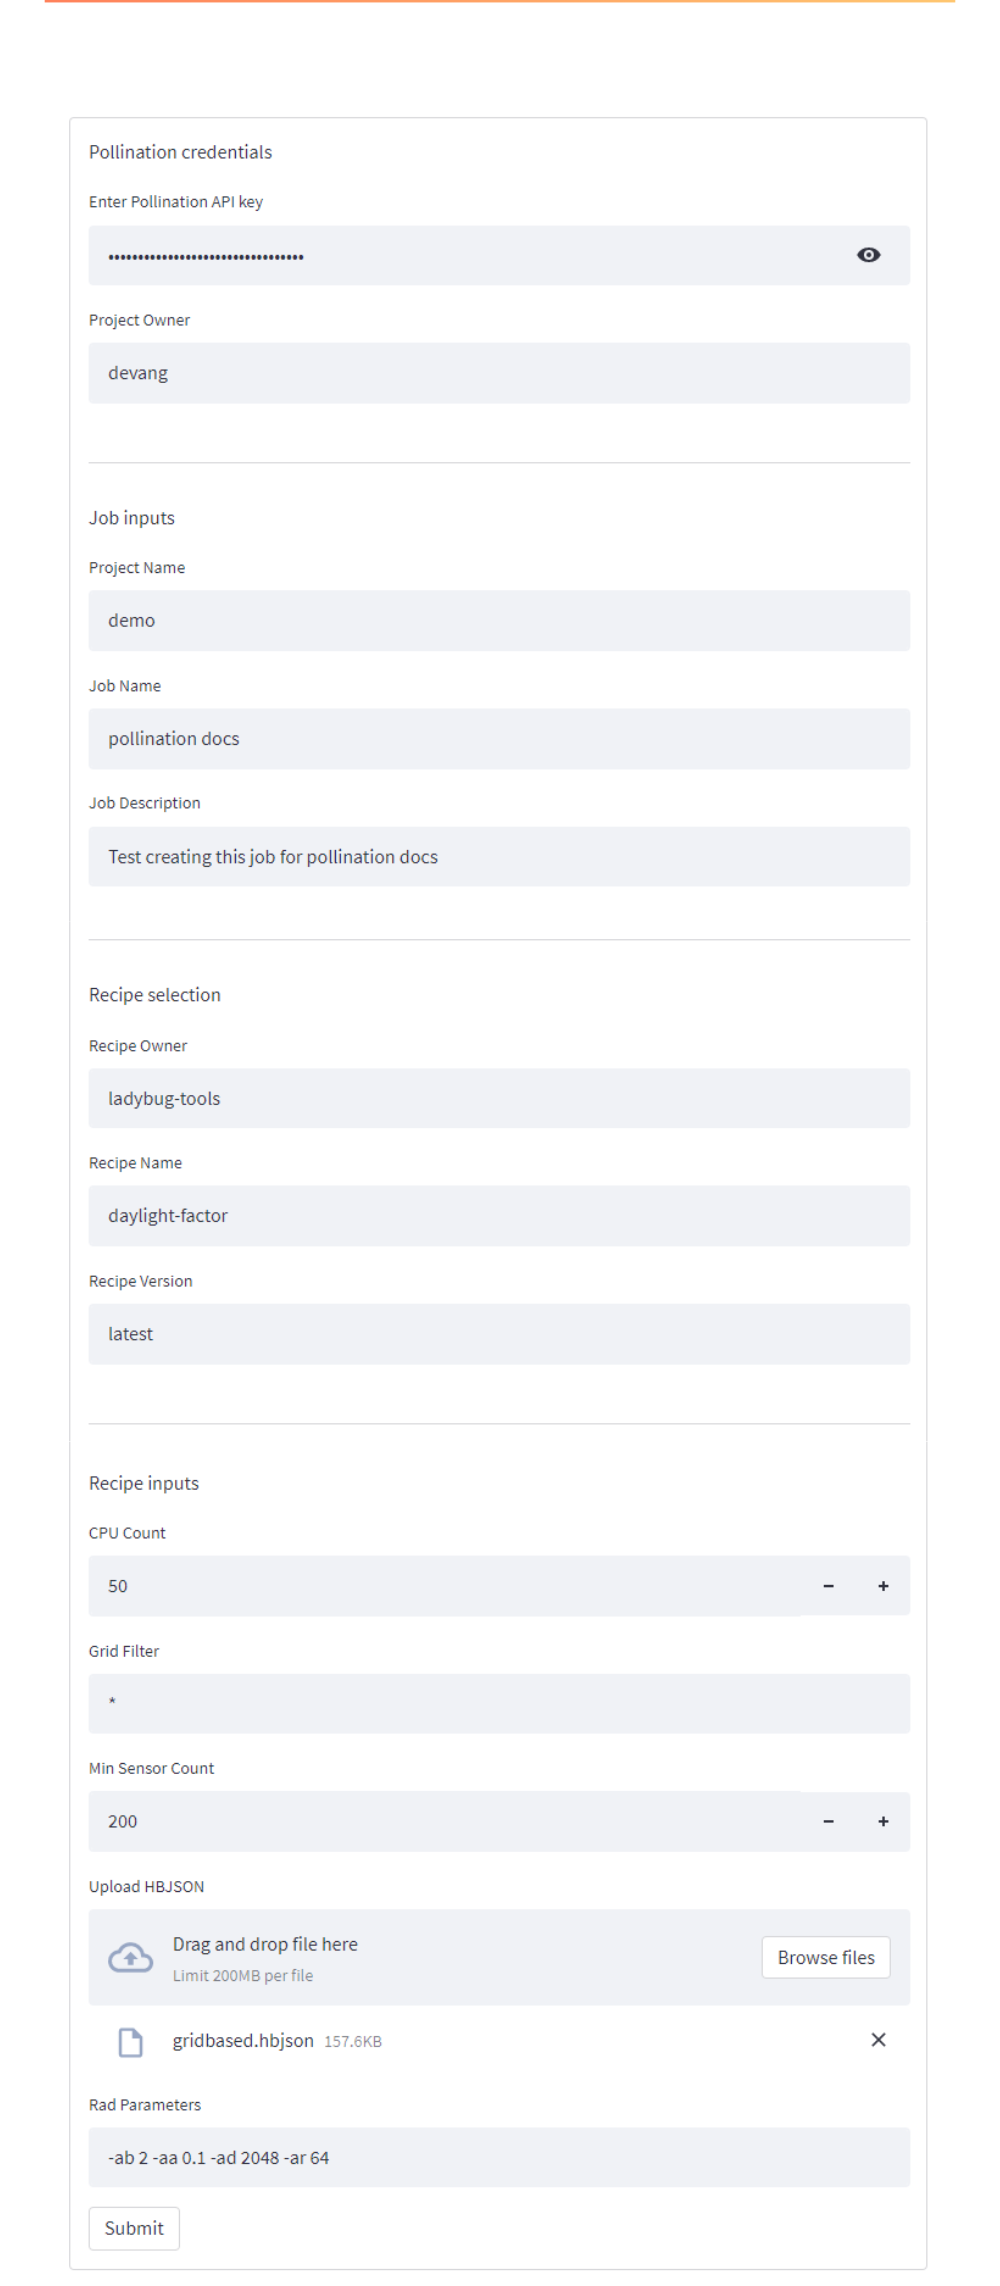 Pollination credentials
Enter Pollination API key
••••••••••••••••••••••••••••••••
Project Owner
devang
Job inputs
Project Name
demo
Job Name
pollination docs
Job Description
Test creating this job for pollination docs
Recipe selection
Recipe Owner
ladybug-tools
Recipe Name
daylight-factor
Recipe Version
latest
Recipe inputs
CPU Count
50
Grid Filter
*
Min Sensor Count
200
Upload HBJSON
Drag and drop file here
Limit 200MB per file
Browse files
gridbased.hbjson 157.6KB
Rad Parameters
-ab 2 -aa 0.1 -ad 2048 -ar 64
Submit